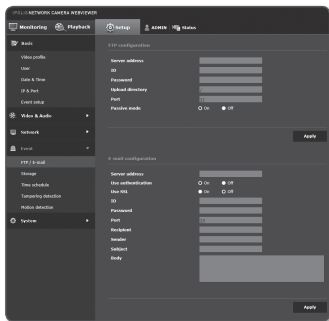 iPOLiS NETWORK CAMERA WEBVIEWER
Monitoring
Playback
Setup
ADMIN
Status
Basic
Video profile
User
Date & Time
IP & Port
Event setup
Video & Audio
Network
Event
FTP / E-mail
Storage
Time schedule
Tampering detection
Motion detection
System
FTP configuration
Server address
ID
Password
Upload directory
Port
Passive mode
On
Off
Apply
E-mail configuration
Server address
Use authentication
On
Off
Use SSL
On
Off
ID
Password
Port
Recipient
Sender
Subject
Body
Apply